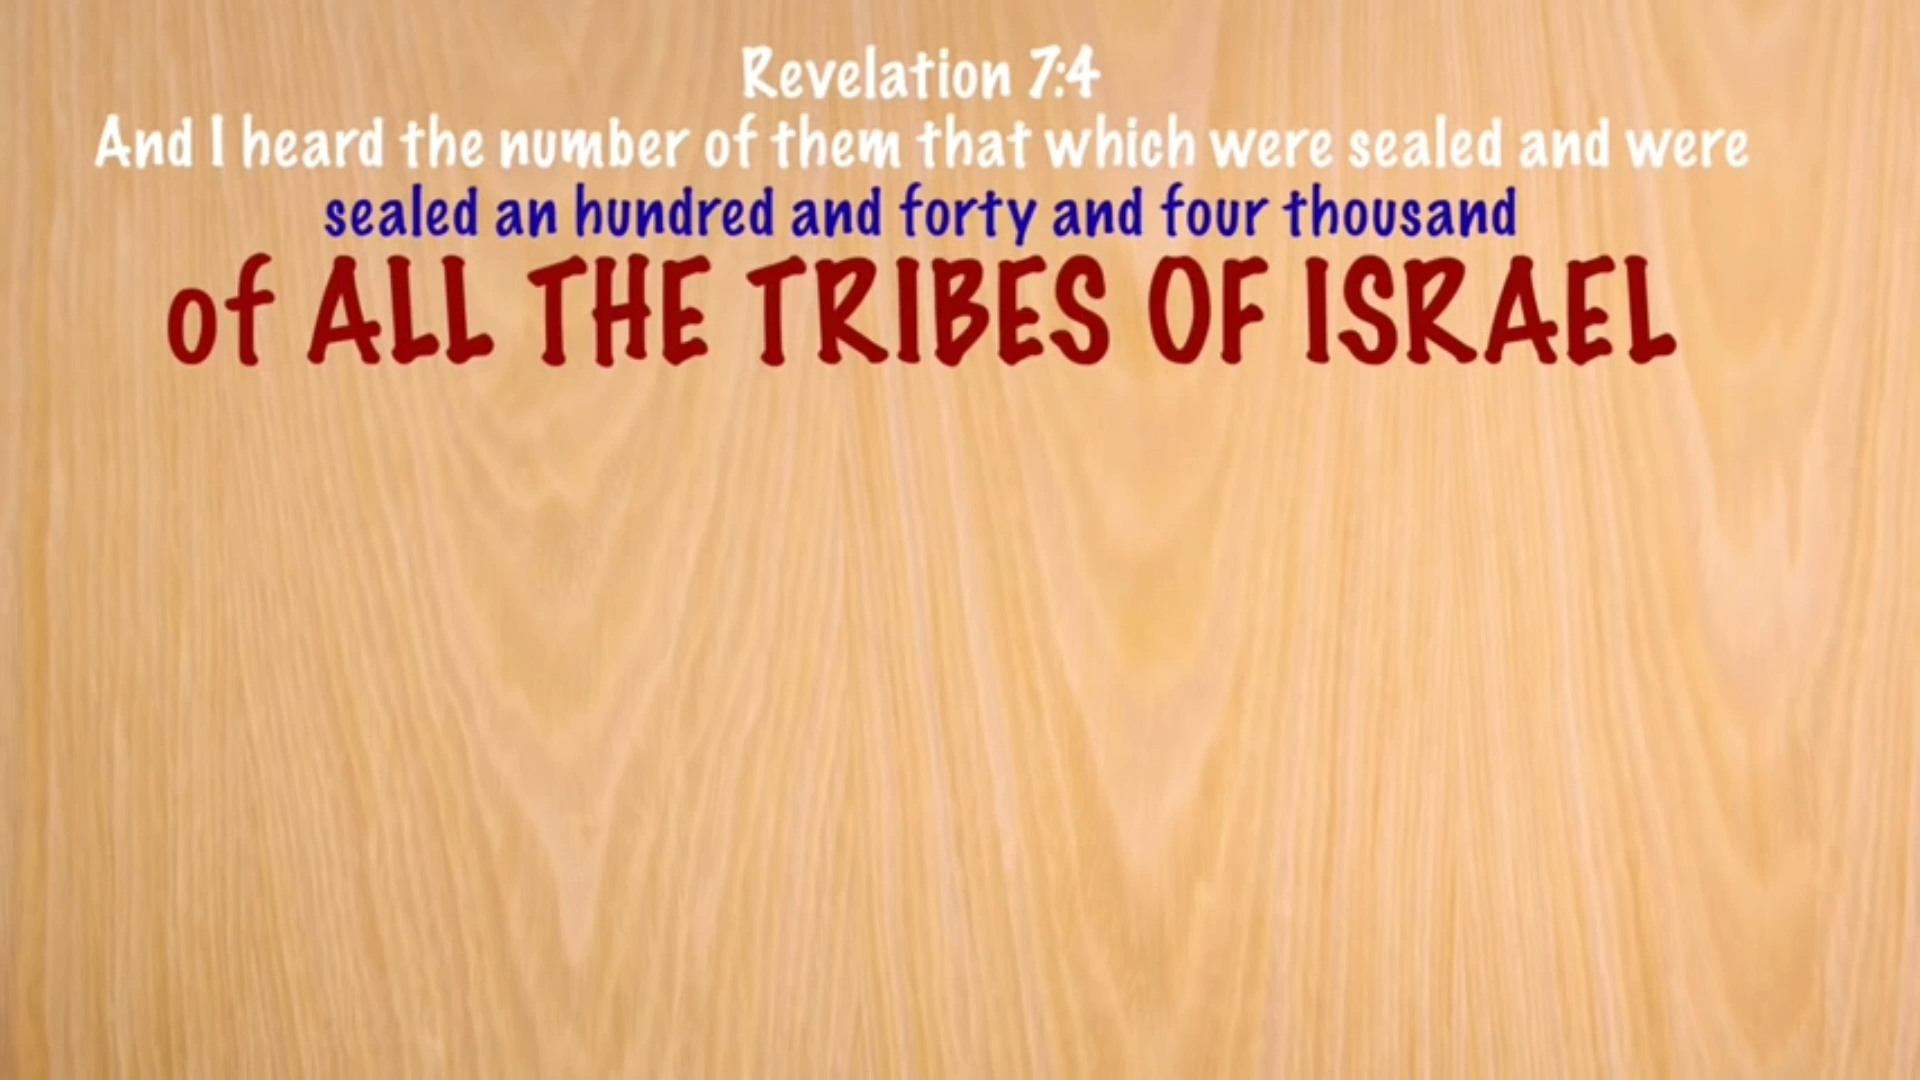 Revelation 7:4
And I heard the number of them that which were sealed and were
sealed an hundred and forty and four thousand
of ALL THE TRIBES OF ISRAEL